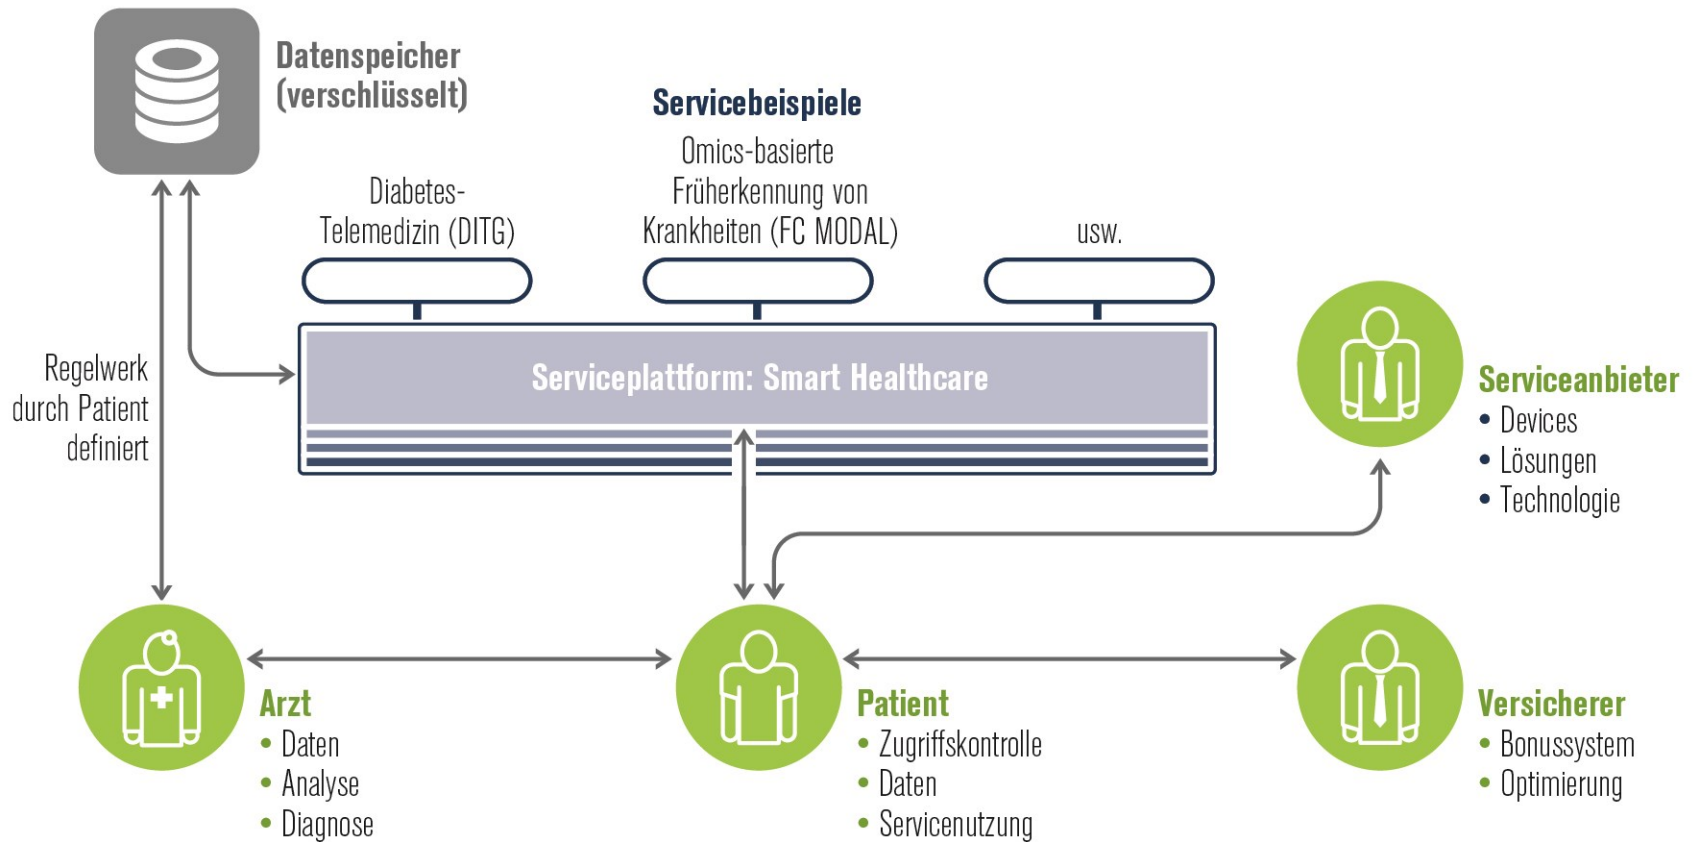 Datenspeicher
(verschlüsselt)
Servicebeispiele
Diabetes-
Telemedizin (DITG)
Omics-basierte
Früherkennung von
Krankheiten (FC MODAL)
usw.
Regelwerk
durch Patient
definiert
Serviceplattform: Smart Healthcare
Serviceanbieter
• Devices
• Lösungen
• Technologie
Arzt
• Daten
• Analyse
• Diagnose
Patient
• Zugriffskontrolle
• Daten
• Servicenutzung
Versicherer
• Bonussystem
• Optimierung